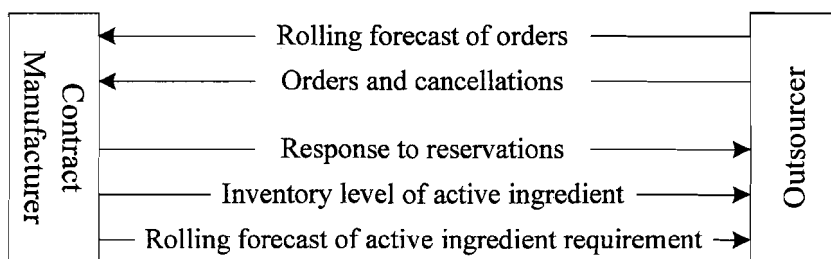 Contract
Manufacturer
Rolling forecast of orders
Orders and cancellations
Response to reservations
Inventory level of active ingredient
Rolling forecast of active ingredient requirement
Outsourcer